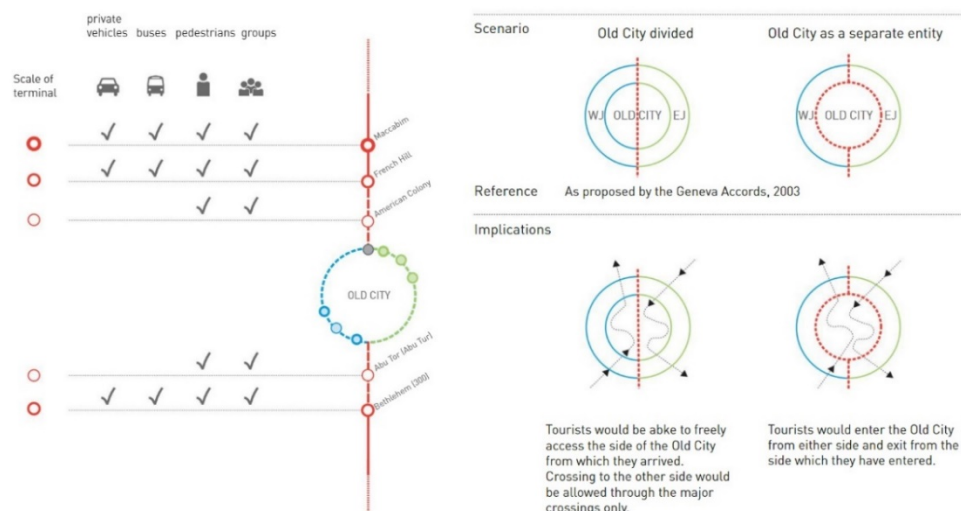 private
vehicles buses pedestrians groups
Scale of
terminal
Maccabim
French Hill
American Colony
OLD CITY
Abu Tor (Abu Tur)
Bethlehem (300)
Scenario Old City divided Old City as a separate entity
WJ OLD CITY EJ
WJ OLD CITY EJ
Reference As proposed by the Geneva Accords, 2003
Implications
Tourists would be abke to freely
access the side of the Old City
from which they arrived.
Crossing to the other side would
be allowed through the major
crossings only.
Tourists would enter the Old City
from either side and exit from the
side which they have entered.